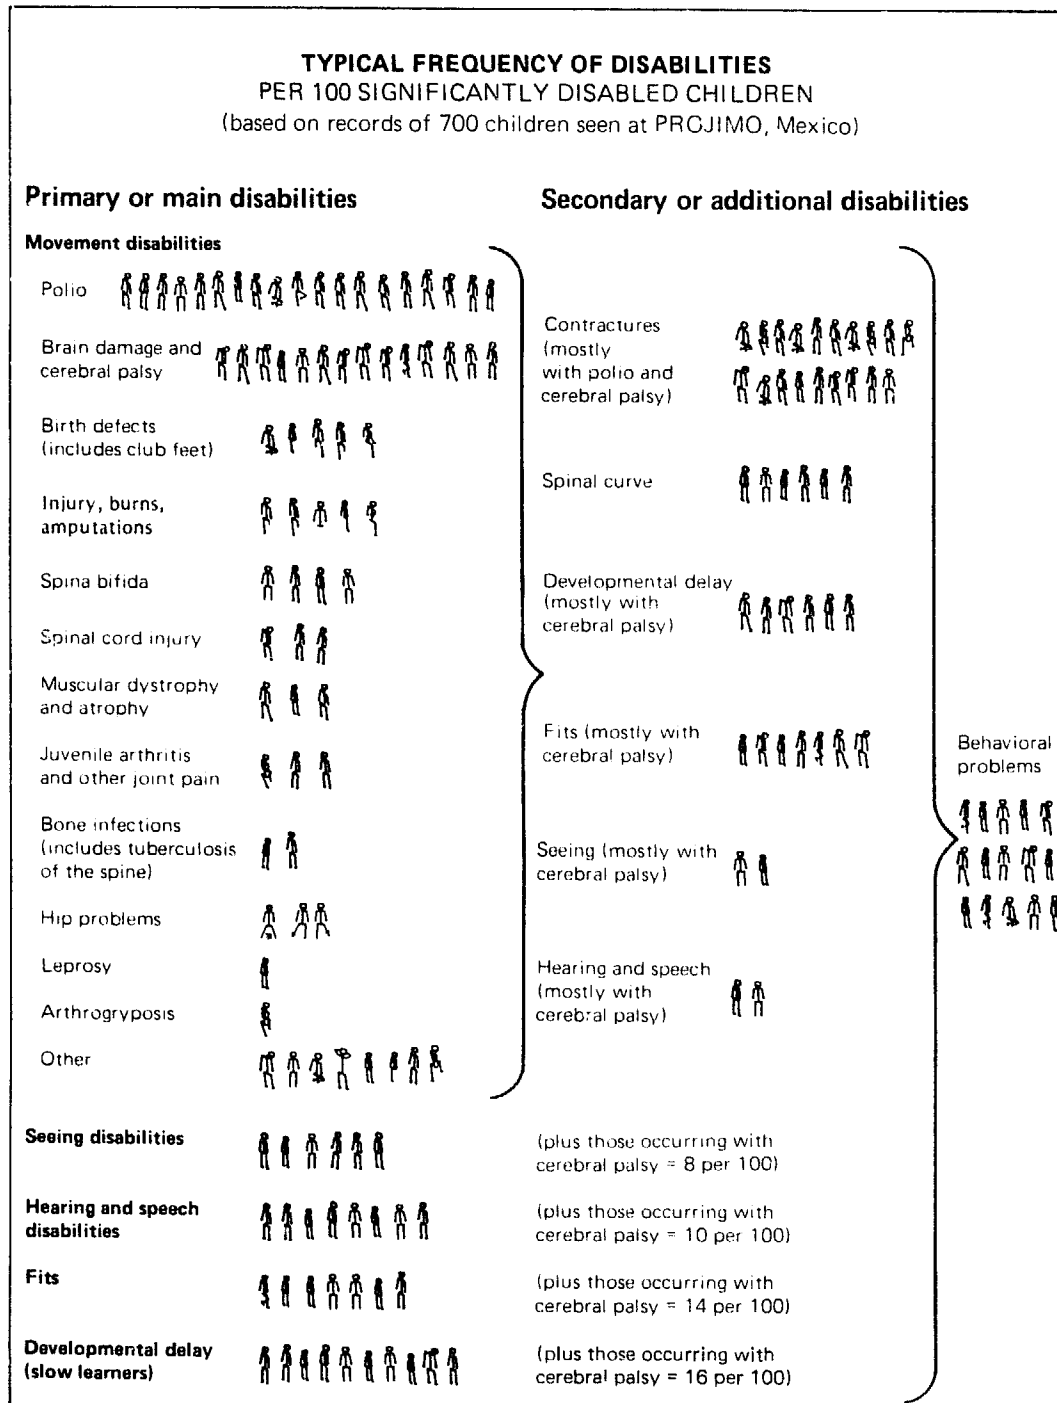 TYPICAL FREQUENCY OF DISABILITIES
PER 100 SIGNIFICANTLY DISABLED CHILDREN
(based on records of 700 children seen at PROJIMO, Mexico)
Primary or main disabilities
Movement disabilities
Polio
Brain damage and
cerebral palsy
Birth defects
(includes club feet)
Injury, burns,
amputations
Spina bifida
Spinal cord injury
Muscular dystrophy
and atrophy
Juvenile arthritis
and other joint pain
Bone infections
(includes tuberculosis
of the spine)
Hip problems
Leprosy
Arthrogryposis
Other
Secondary or additional disabilities
Contractures
(mostly
with polio and
cerebral palsy)
Spinal curve
Developmental delay
(mostly with
cerebral palsy)
Fits (mostly with
cerebral palsy)
Seeing (mostly with
cerebral palsy)
Hearing and speech
(mostly with
cerebral palsy)
Behavioral
problems
Seeing disabilities
(plus those occurring with
cerebral palsy = 8 per 100)
Hearing and speech
disabilities
(plus those occurring with
cerebral palsy = 10 per 100)
Fits
(plus those occurring with
cerebral palsy = 14 per 100)
Developmental delay
(slow learners)
(plus those occurring with
cerebral palsy = 16 per 100)